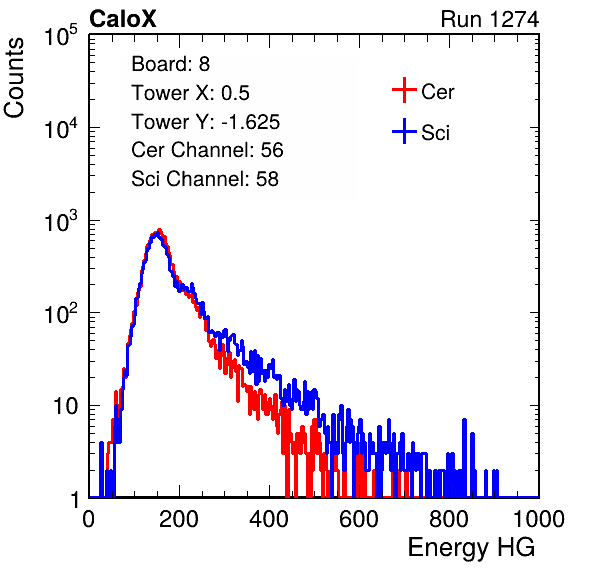 CaloX Run 1274
Counts
Board: 8
Tower X: 0.5
Tower Y: -1.625
Cer Channel: 56
Sci Channel: 58
Cer
Sci
10^5
10^4
10^3
10^2
10
1
0 200 400 600 800 1000
Energy HG